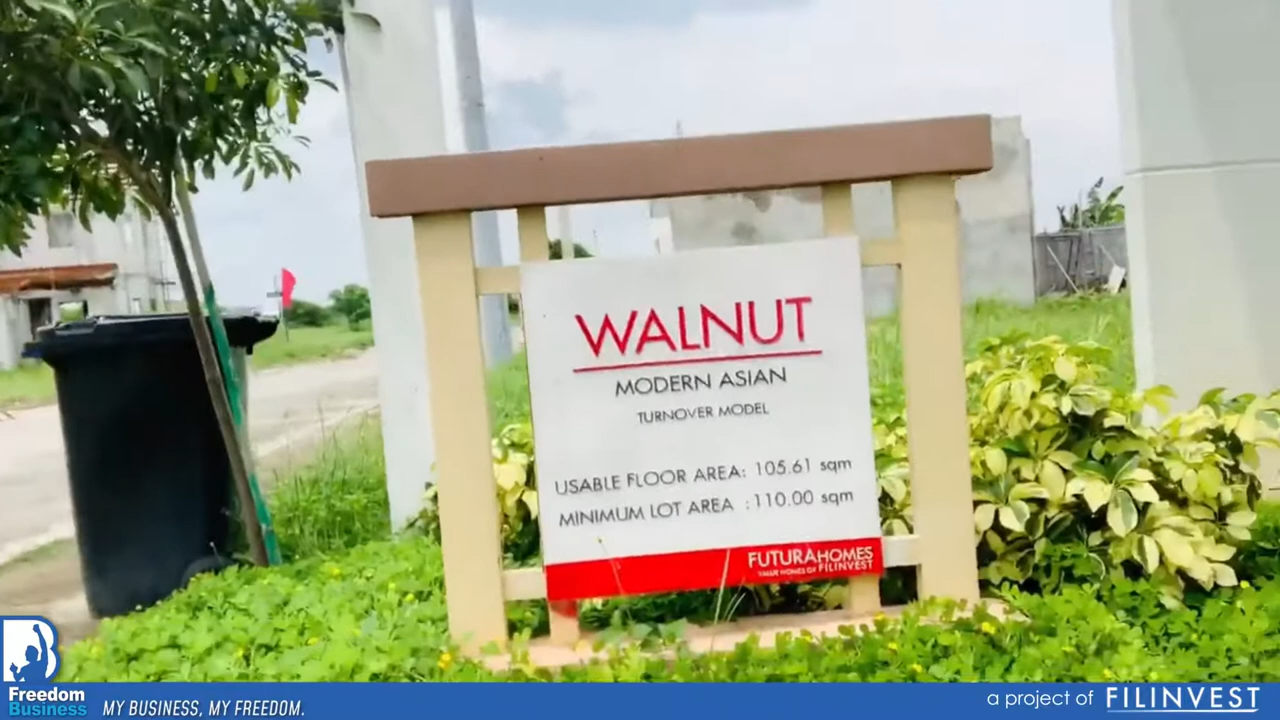 WALNUT
MODERN ASIAN
TURNOVER MODEL
USABLE FLOOR AREA: 105.61 sqm
MINIMUM LOT AREA : 110.00 sqm
FUTURAHOMES
VALUE HOMES OF FILINVEST
Freedom
Business
MY BUSINESS, MY FREEDOM.
a project of FILINVEST